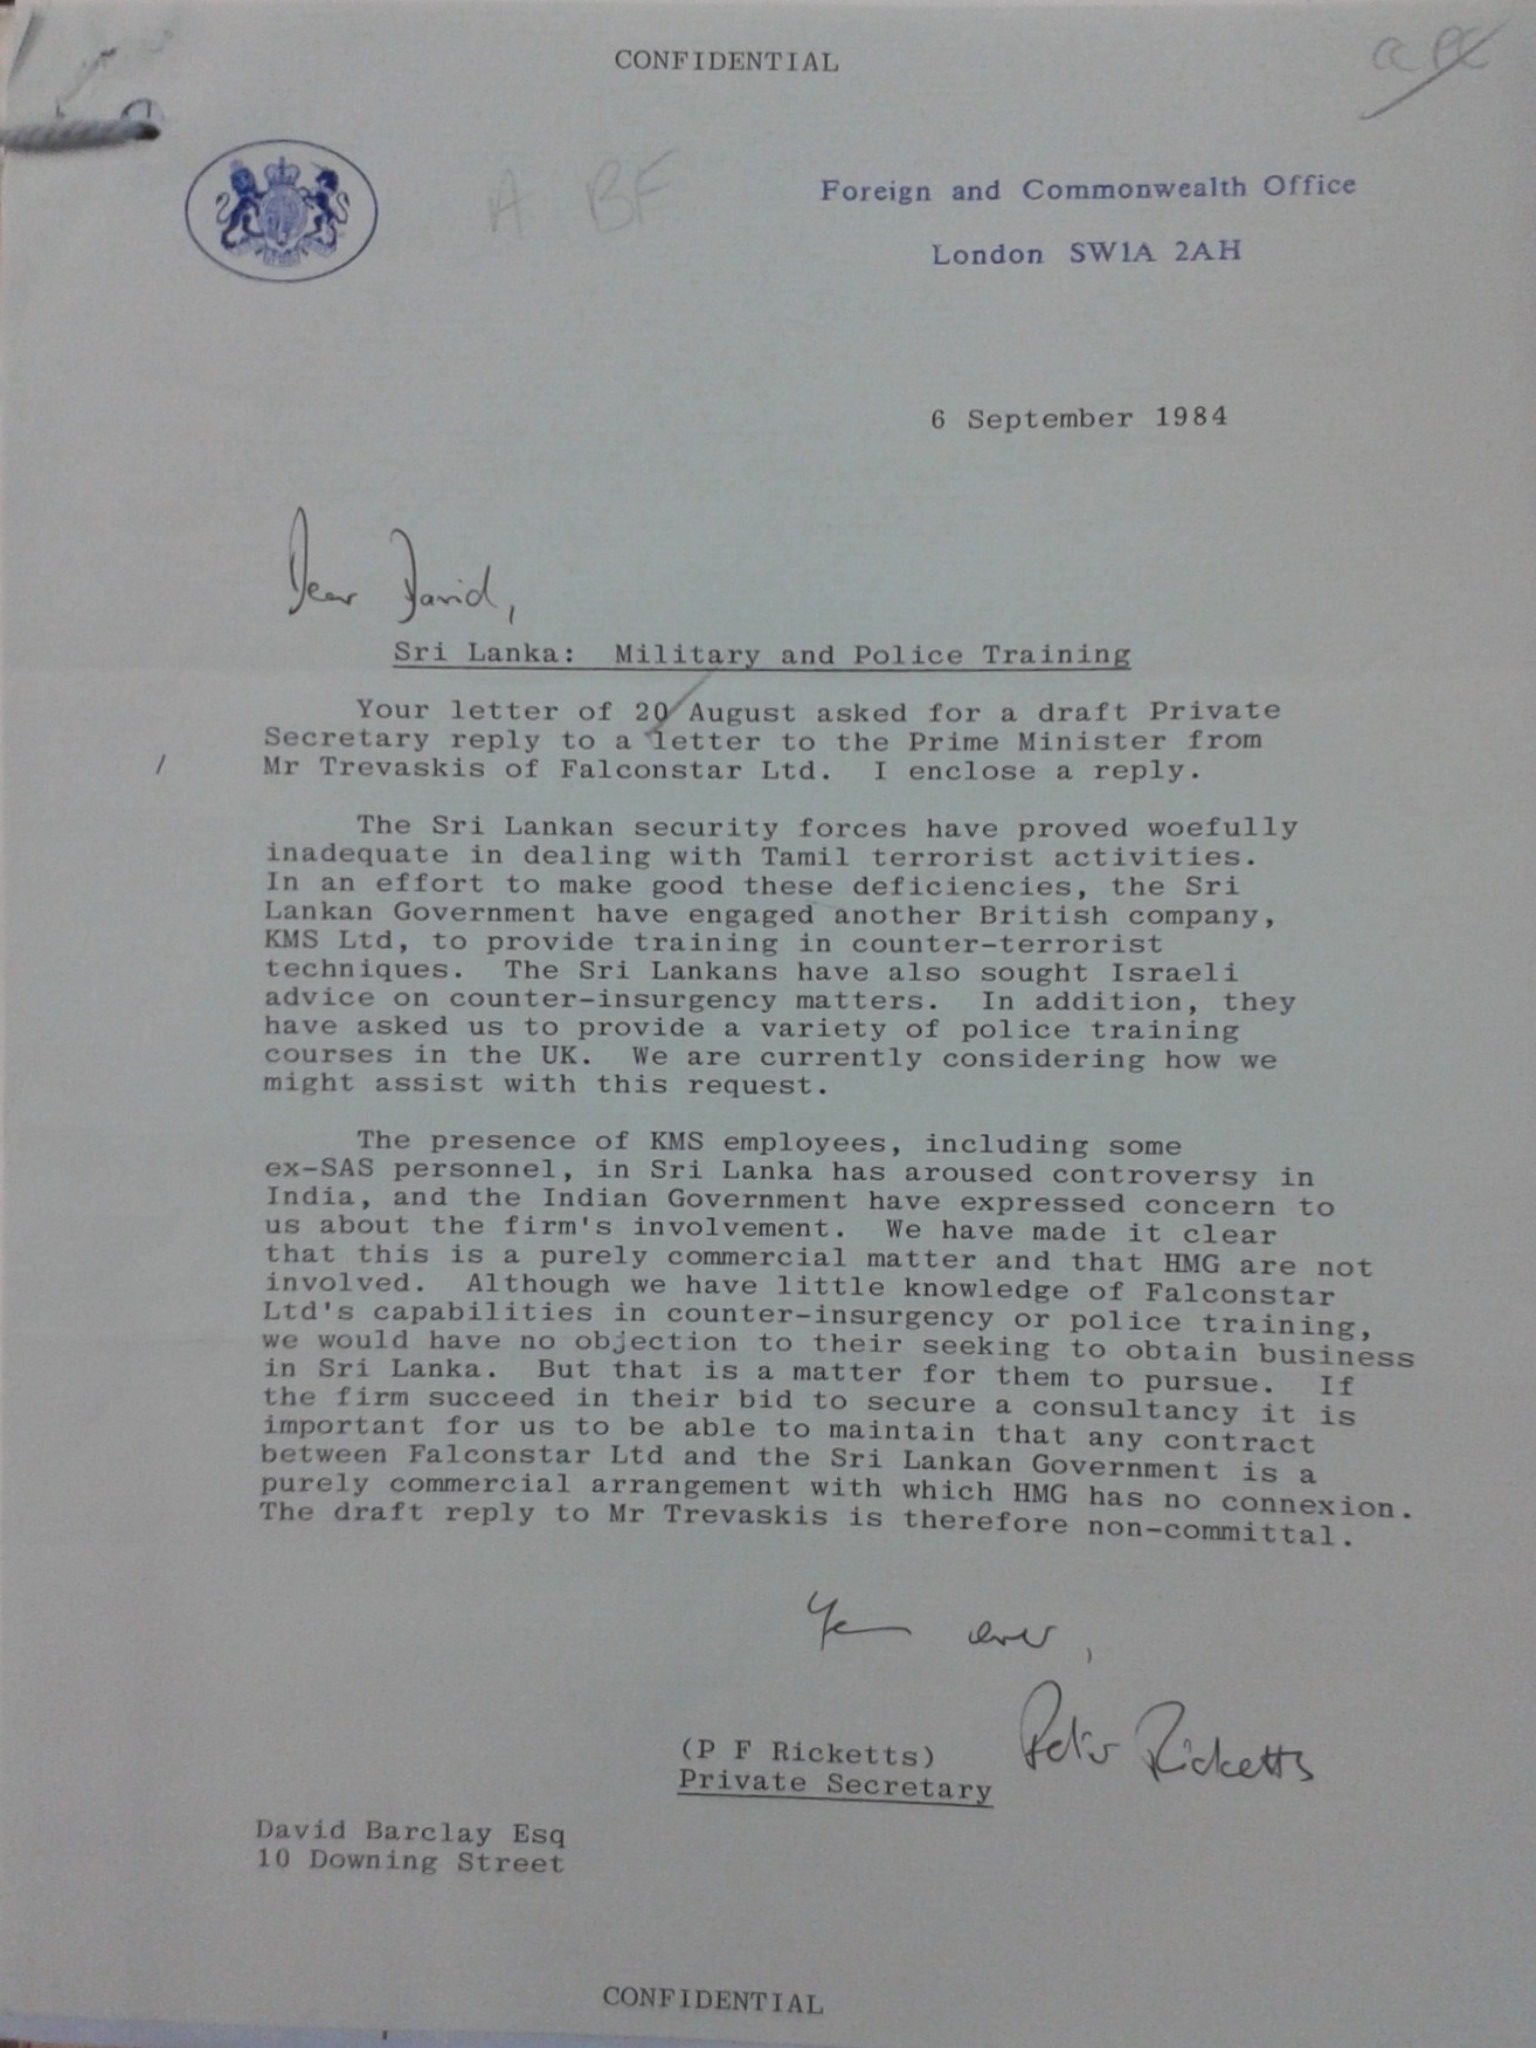 CONFIDENTIAL
A BF
Foreign and Commonwealth Office
London SW1A 2AH
6 September 1984
Dear David,
Sri Lanka: Military and Police Training
Your letter of 20 August asked for a draft Private
Secretary reply to a letter to the Prime Minister from
Mr Trevaskis of Falconstar Ltd. I enclose a reply.
The Sri Lankan security forces have proved woefully
inadequate in dealing with Tamil terrorist activities.
In an effort to make good these deficiencies, the Sri
Lankan Government have engaged another British company,
KMS Ltd, to provide training in counter-terrorist
techniques. The Sri Lankans have also sought Israeli
advice on counter-insurgency matters. In addition, they
have asked us to provide a variety of police training
courses in the UK. We are currently considering how we
might assist with this request.
The presence of KMS employees, including some
ex-SAS personnel, in Sri Lanka has aroused controversy in
India, and the Indian Government have expressed concern to
us about the firm's involvement. We have made it clear
that this is a purely commercial matter and that HMG are not
involved. Although we have little knowledge of Falconstar
Ltd's capabilities in counter-insurgency or police training,
we would have no objection to their seeking to obtain business
in Sri Lanka. But that is a matter for them to pursue. If
the firm succeed in their bid to secure a consultancy it is
important for us to be able to maintain that any contract
between Falconstar Ltd and the Sri Lankan Government is a
purely commercial arrangement with which HMG has no connexion.
The draft reply to Mr Trevaskis is therefore non-committal.
Yours ever,
Peter Ricketts
(P F Ricketts)
Private Secretary
David Barclay Esq
10 Downing Street
CONFIDENTIAL